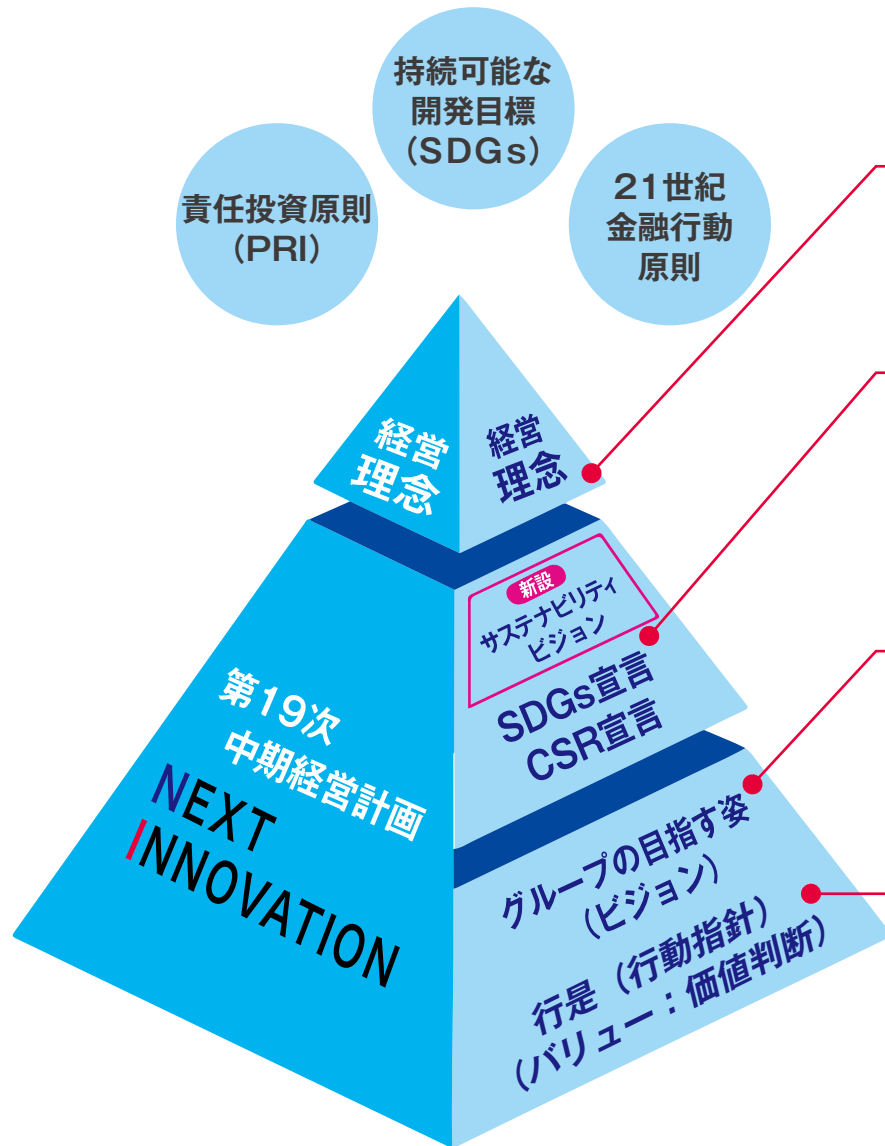 持続可能な
開発目標
（SDGs）
責任投資原則
（PRI）
21世紀
金融行動
原則
経営
理念
経営
理念
新設
サステナビリティ
ビジョン
SDGs宣言
CSR宣言
第19次
中期経営計画
NEXT
INNOVATION
グループの目指す姿
（ビジョン）
行是（行動指針）
（バリュー：価値判断）